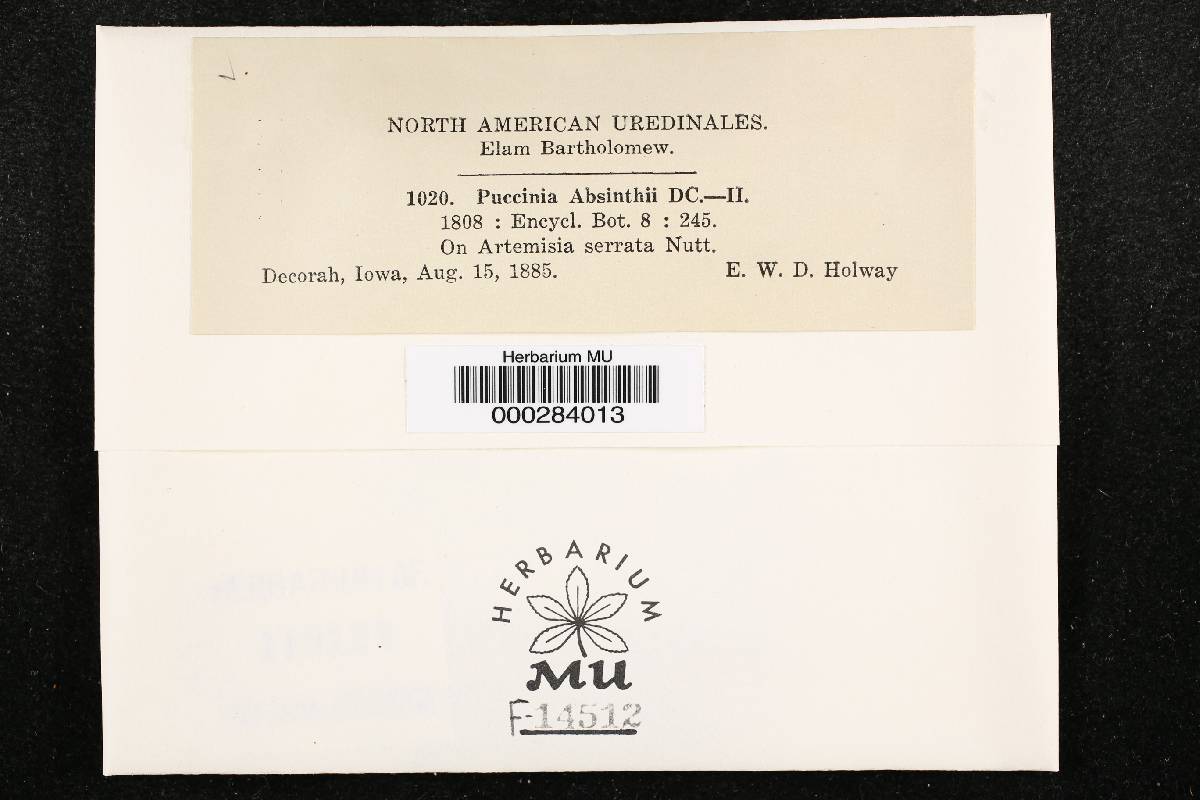 NORTH AMERICAN UREDINALES.
Elam Bartholomew.
1020. Puccinia Absinthii DC.—II.
1808 : Encycl. Bot. 8 : 245.
On Artemisia serrata Nutt.
Decorah, Iowa, Aug. 15, 1885. E. W. D. Holway
Herbarium MU
000284013
HERBARIUM
MU
F-14512